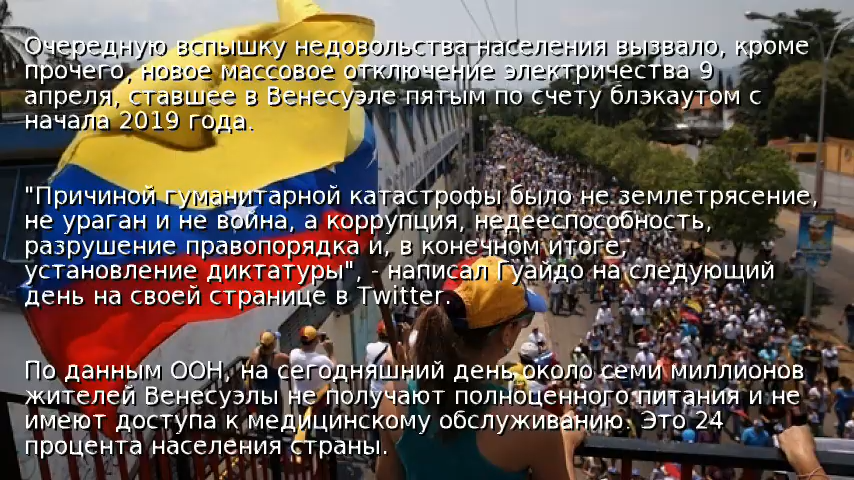 Очередную вспышку недовольства населения вызвало, кроме
прочего, новое массовое отключение электричества 9
апреля, ставшее в Венесуэле пятым по счету блэкаутом с
начала 2019 года.
"Причиной гуманитарной катастрофы было не землетрясение,
не ураган и не война, а коррупция, недееспособность,
разрушение правопорядка и, в конечном итоге,
установление диктатуры", - написал Гуайдо на следующий
день на своей странице в Twitter.
По данным ООН, на сегодняшний день около семи миллионов
жителей Венесуэлы не получают полноценного питания и не
имеют доступа к медицинскому обслуживанию. Это 24
процента населения страны.